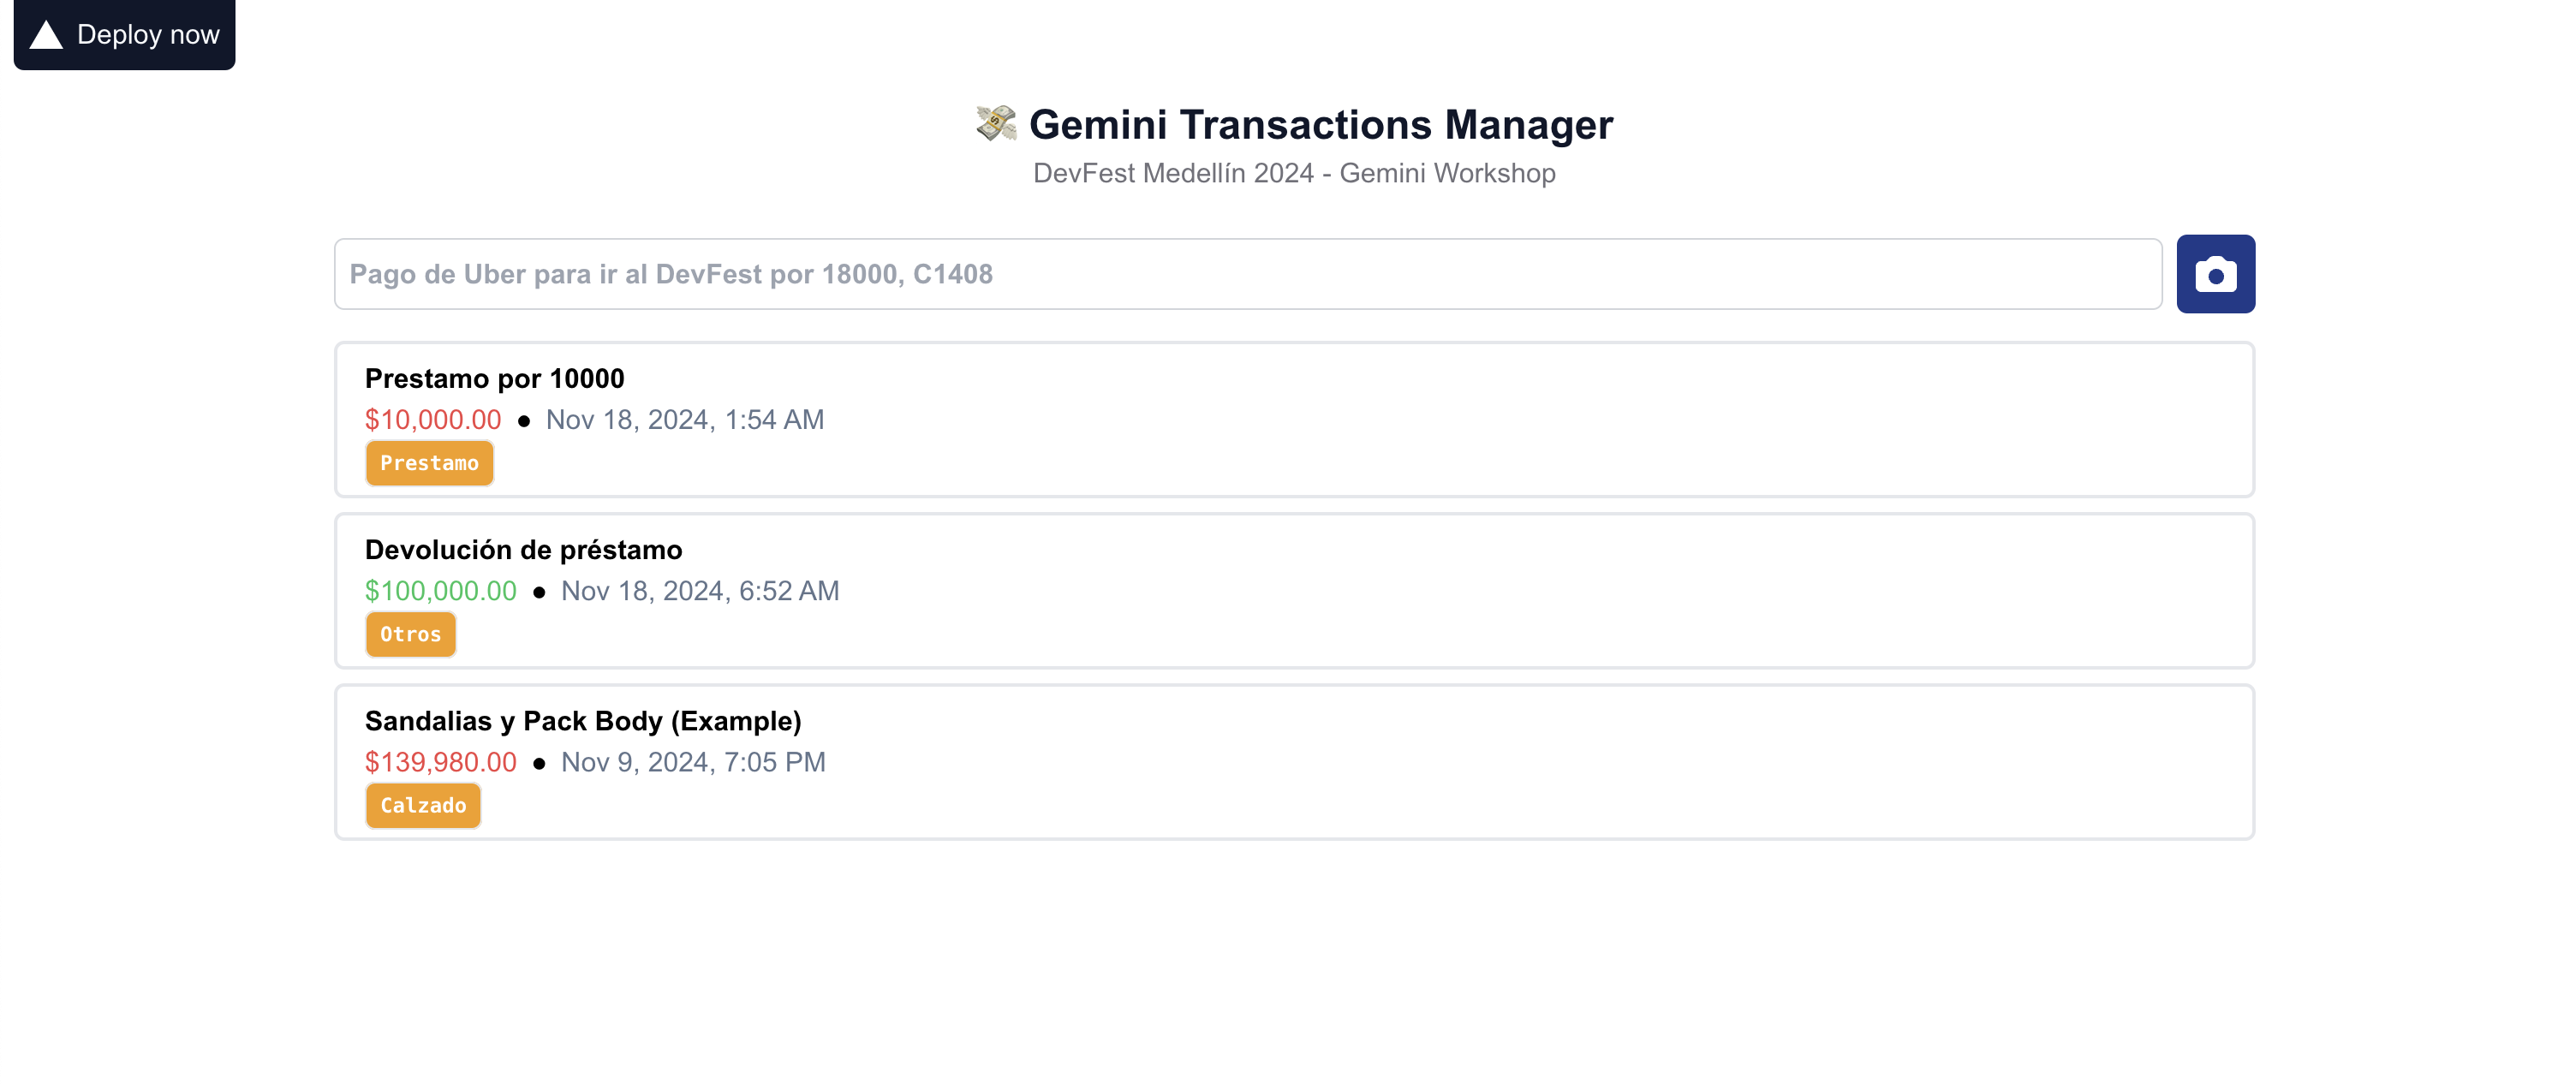 Deploy now
Gemini Transactions Manager
DevFest Medellín 2024 - Gemini Workshop
Pago de Uber para ir al DevFest por 18000, C1408
Prestamo por 10000
$10,000.00 ● Nov 18, 2024, 1:54 AM
Prestamo
Devolución de préstamo
$100,000.00 ● Nov 18, 2024, 6:52 AM
Otros
Sandalias y Pack Body (Example)
$139,980.00 ● Nov 9, 2024, 7:05 PM
Calzado